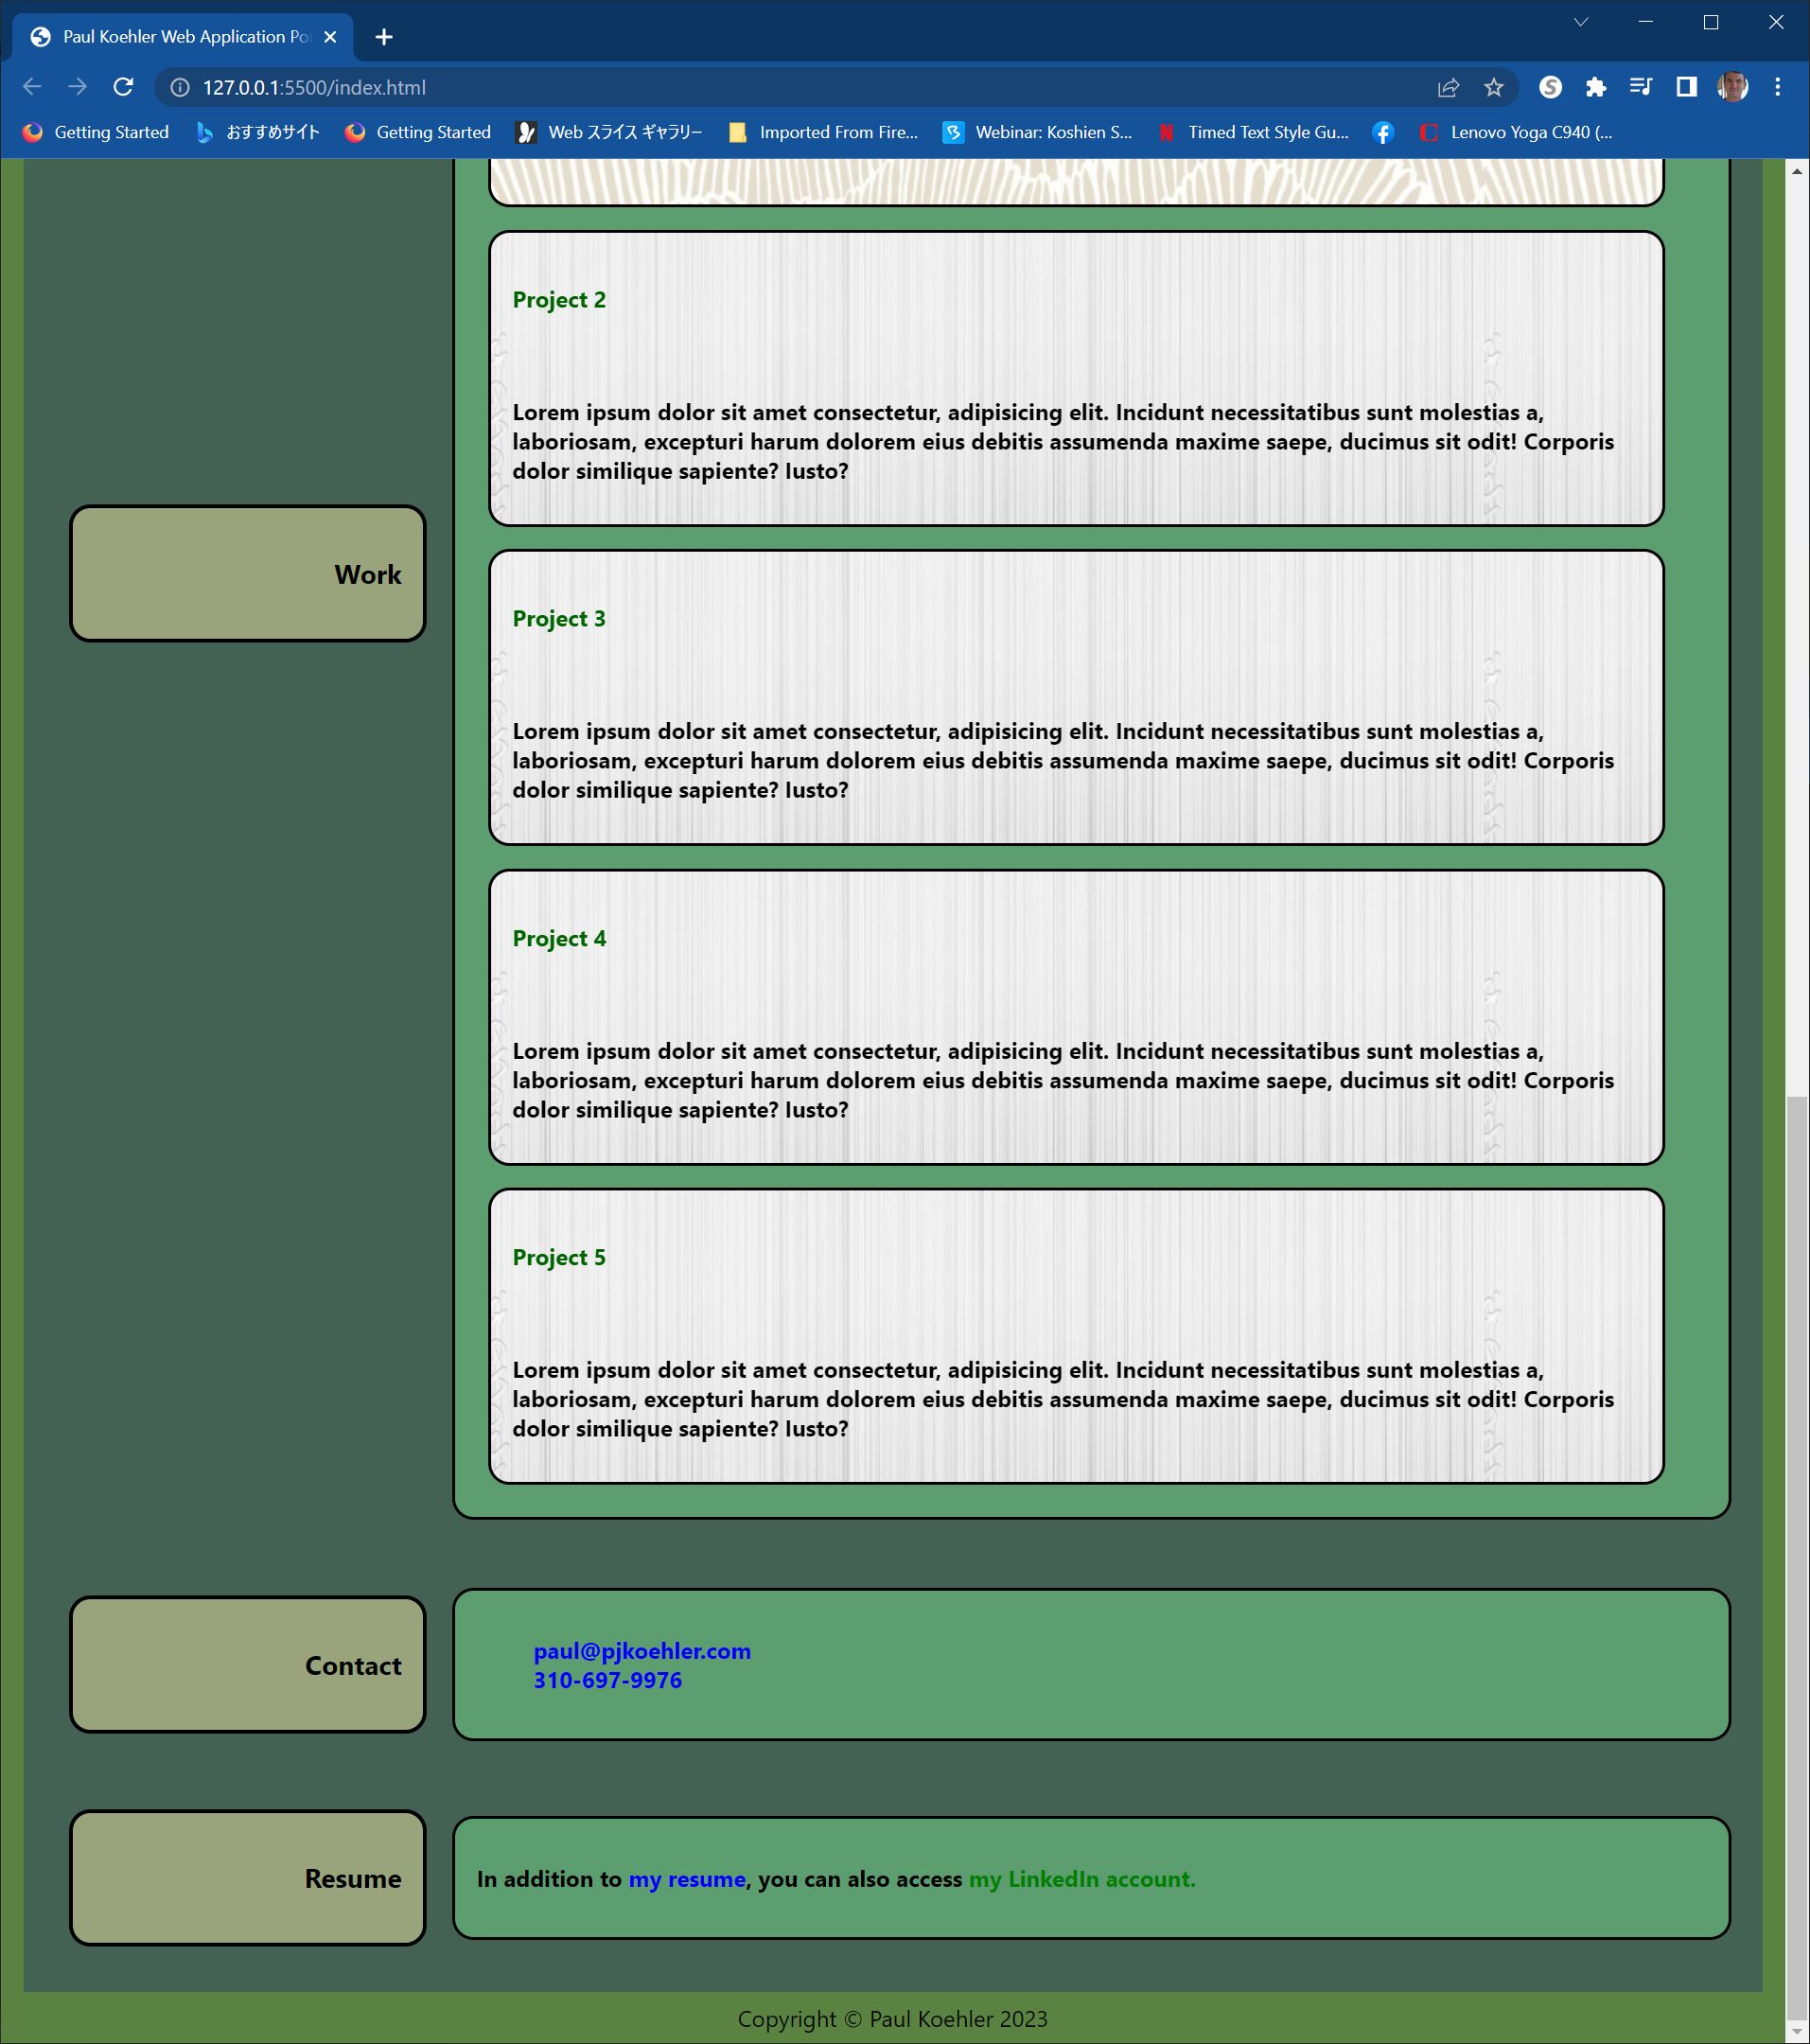 Paul Koehler Web Application Po
127.0.0.1:5500/index.html
Getting Started おすすめサイト Getting Started Web スライス ギャラリー Imported From Fire... Webinar: Koshien S... Timed Text Style Gu... Lenovo Yoga C940 (...
Project 2
Lorem ipsum dolor sit amet consectetur, adipisicing elit. Incidunt necessitatibus sunt molestias a,
laboriosam, excepturi harum dolorem eius debitis assumenda maxime saepe, ducimus sit odit! Corporis
dolor similique sapiente? Iusto?
Work
Project 3
Lorem ipsum dolor sit amet consectetur, adipisicing elit. Incidunt necessitatibus sunt molestias a,
laboriosam, excepturi harum dolorem eius debitis assumenda maxime saepe, ducimus sit odit! Corporis
dolor similique sapiente? Iusto?
Project 4
Lorem ipsum dolor sit amet consectetur, adipisicing elit. Incidunt necessitatibus sunt molestias a,
laboriosam, excepturi harum dolorem eius debitis assumenda maxime saepe, ducimus sit odit! Corporis
dolor similique sapiente? Iusto?
Project 5
Lorem ipsum dolor sit amet consectetur, adipisicing elit. Incidunt necessitatibus sunt molestias a,
laboriosam, excepturi harum dolorem eius debitis assumenda maxime saepe, ducimus sit odit! Corporis
dolor similique sapiente? Iusto?
Contact
paul@pjkoehler.com
310-697-9976
Resume
In addition to my resume, you can also access my LinkedIn account.
Copyright © Paul Koehler 2023